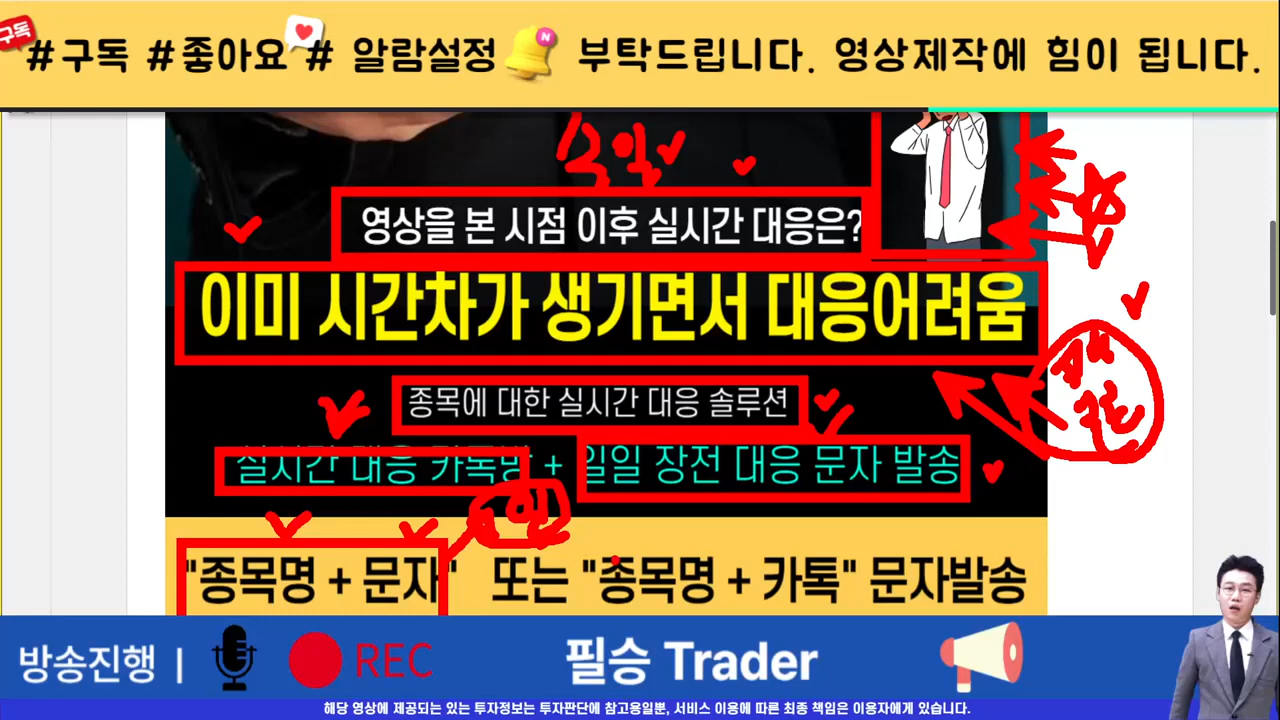 구독
#구독 #좋아요 # 알람설정 N 부탁드립니다. 영상제작에 힘이 됩니다.
영상을 본 시점 이후 실시간 대응은?
이미 시간차가 생기면서 대응어려움
종목에 대한 실시간 대응 솔루션
실시간 대응 카톡방 + 일일 장전 대응 문자 발송
"종목명 + 문자" 또는 "종목명 + 카톡" 문자발송
방송진행 | REC 필승 Trader
해당 영상에 제공되는 있는 투자정보는 투자판단에 참고용일뿐, 서비스 이용에 따른 최종 책임은 이용자에게 있습니다.